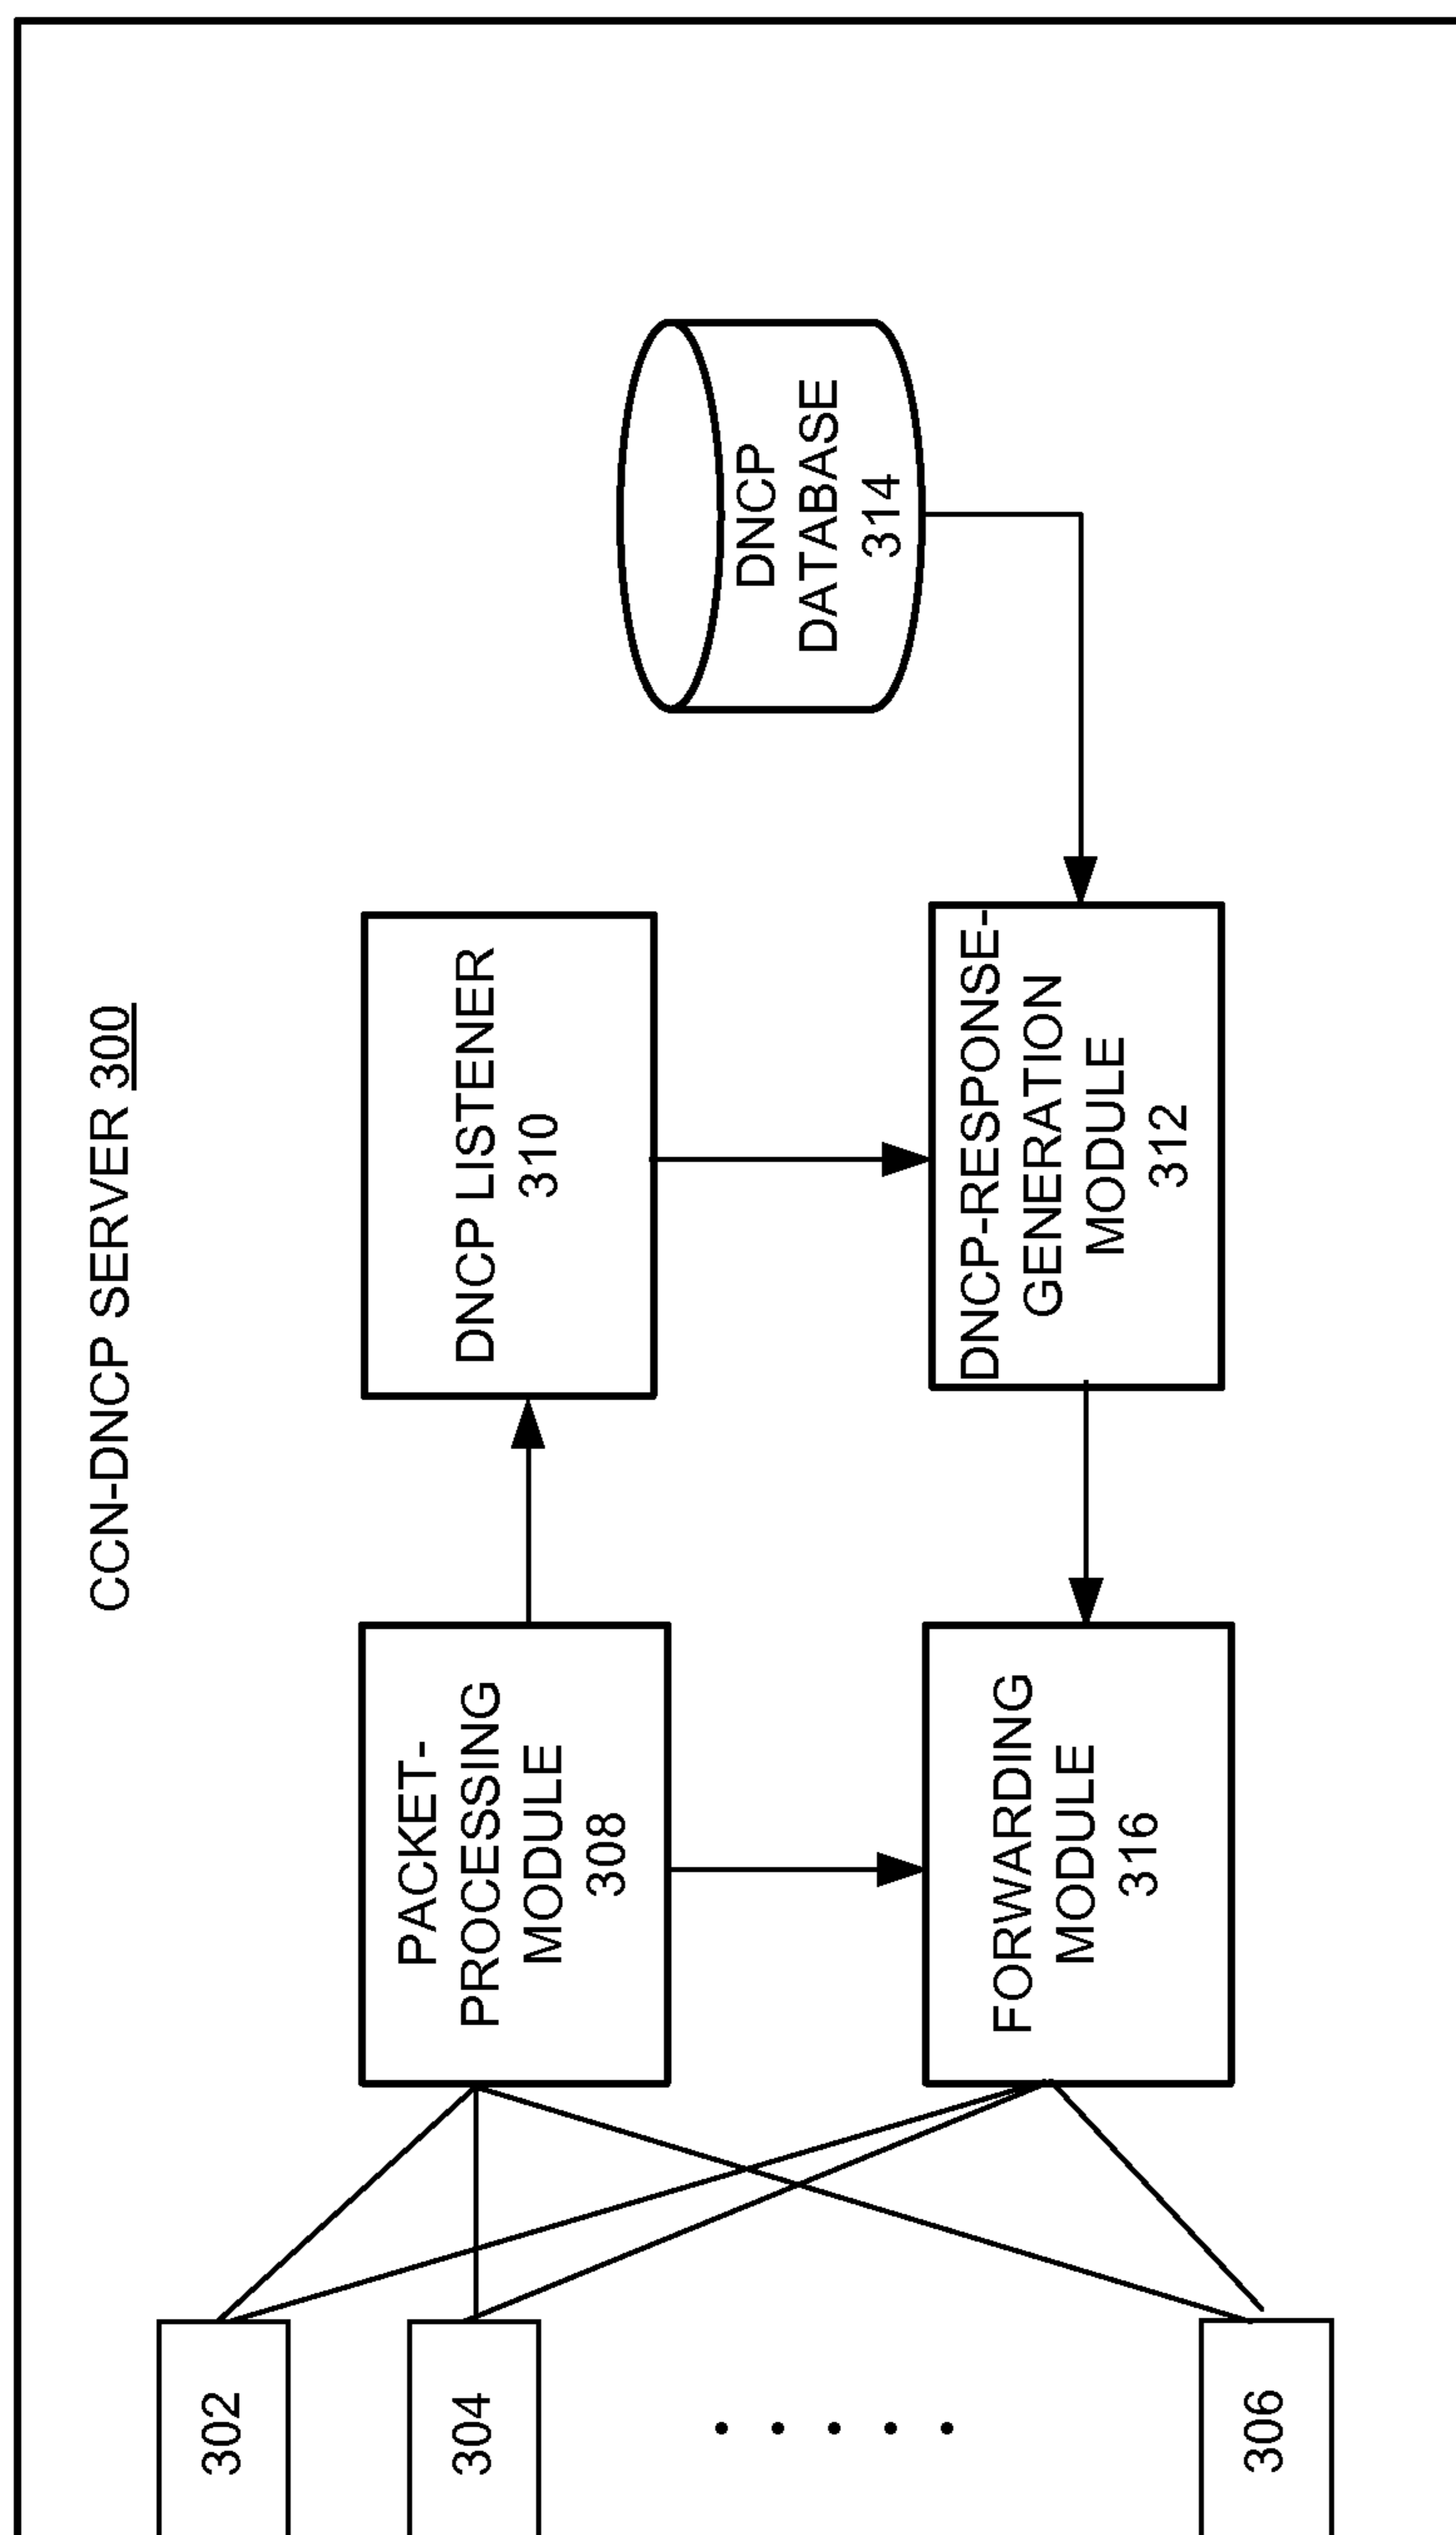 CCN-DNCP SERVER 300
302
304
306
PACKET-
PROCESSING
MODULE
308
DNCP LISTENER
310
FORWARDING
MODULE
316
DNCP-RESPONSE-
GENERATION
MODULE
312
DNCP
DATABASE
314